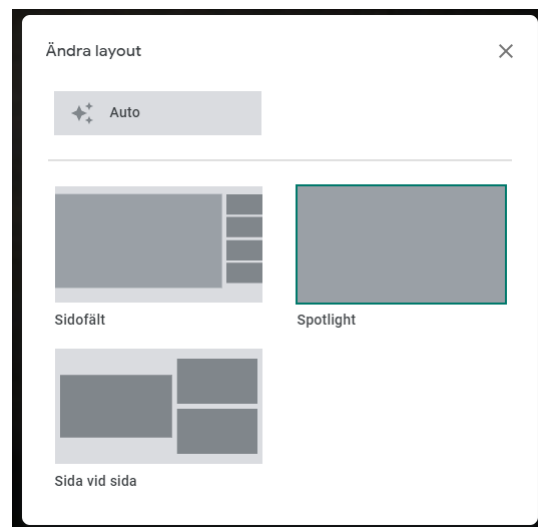 Ändra layout
Auto
Sidofält
Spotlight
Sida vid sida